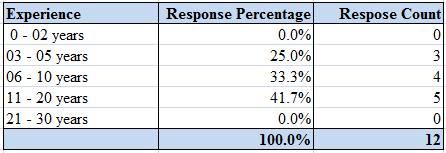 Experience Response Percentage Respose Count
0 - 02 years 0.0% 0
03 - 05 years 25.0% 3
06 - 10 years 33.3% 4
11 - 20 years 41.7% 5
21 - 30 years 0.0% 0
100.0% 12